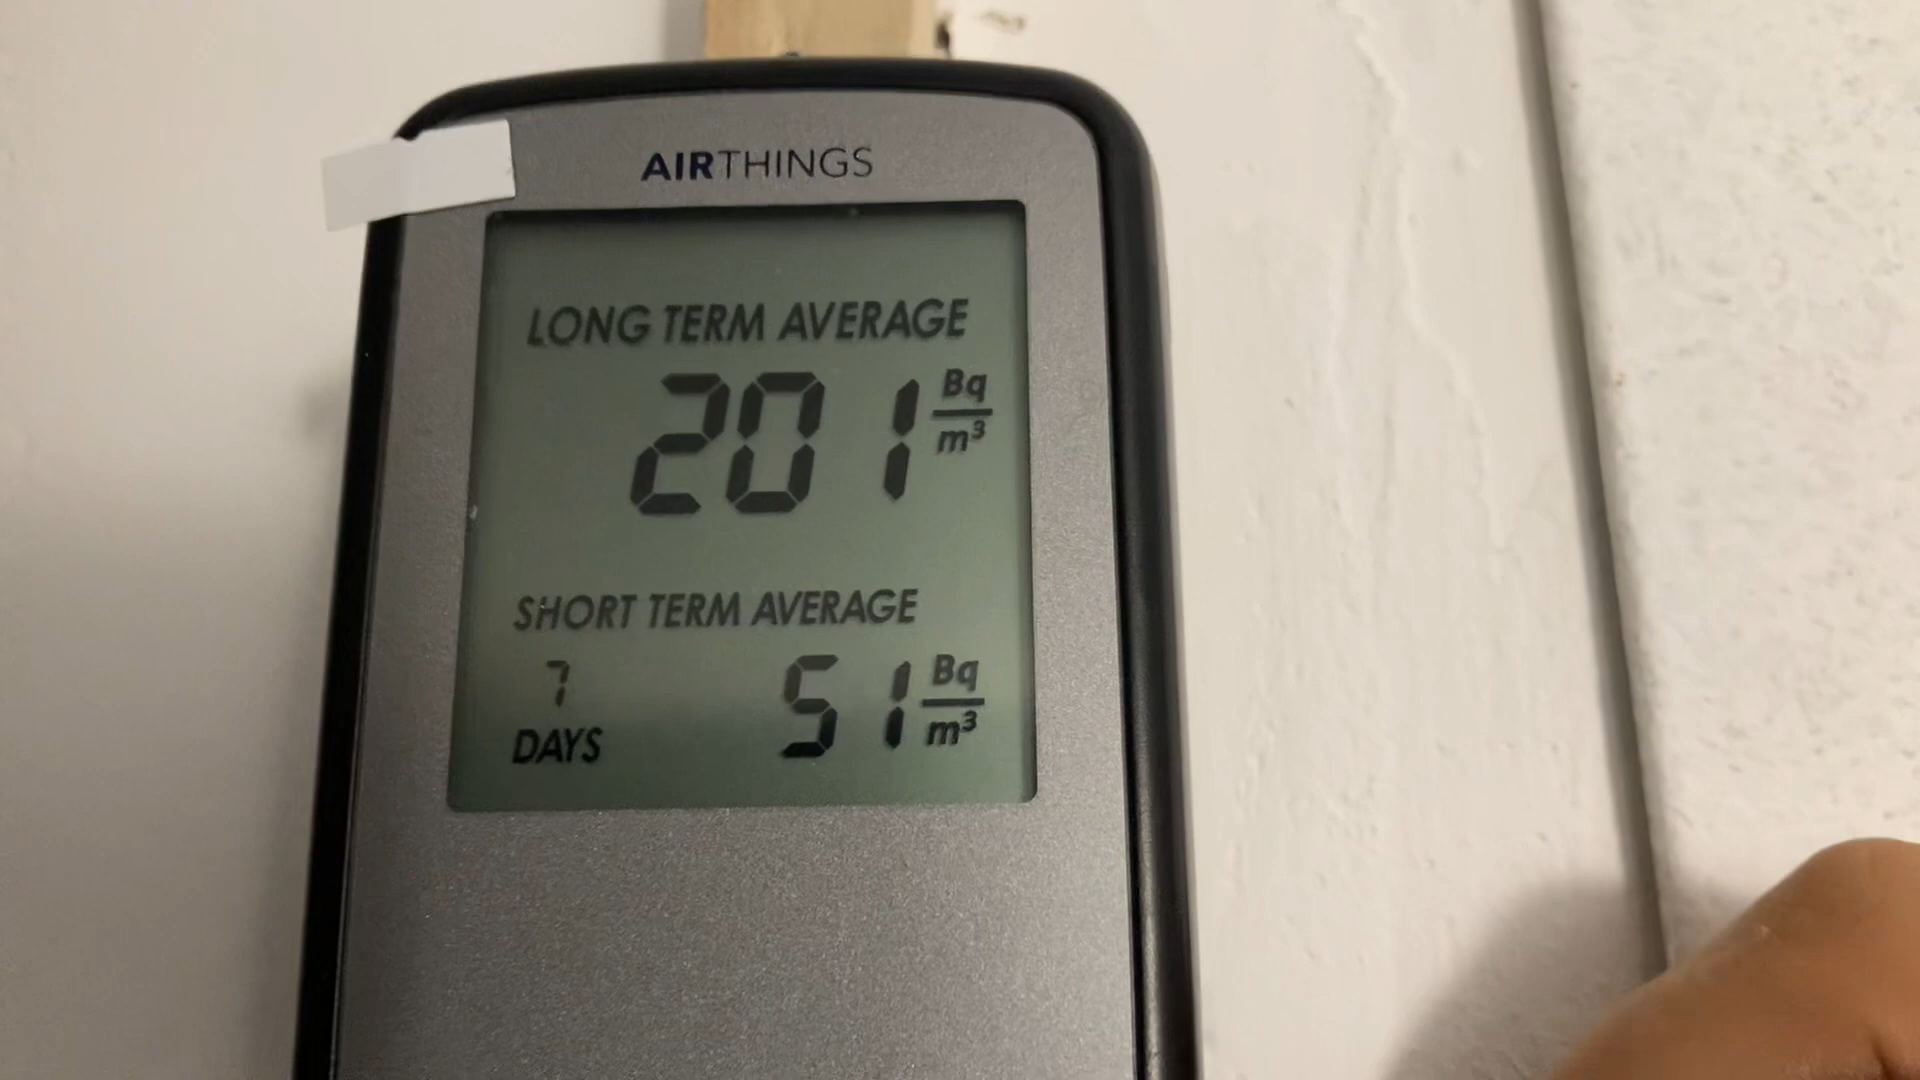 AIRTHINGS
LONG TERM AVERAGE
201 Bq/m³
SHORT TERM AVERAGE
7 DAYS 51 Bq/m³